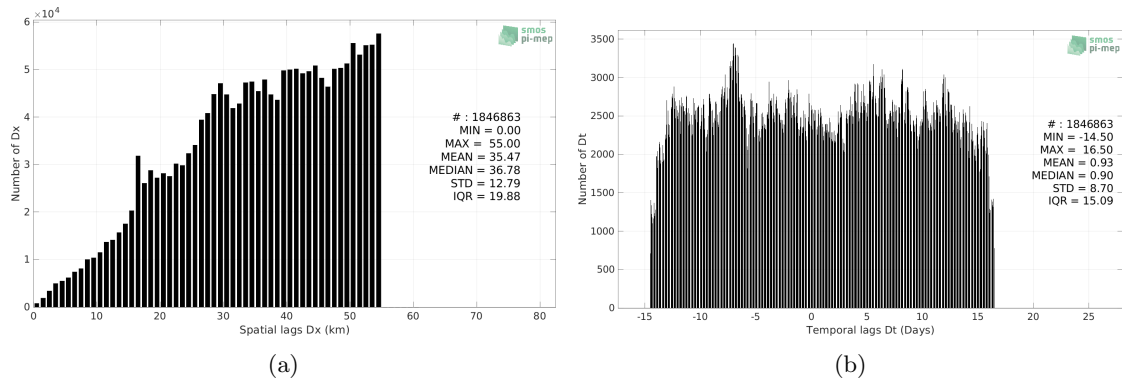 ×10⁴
6
5
4
3
2
1
0
Number of Dx
0 10 20 30 40 50 60 70 80
Spatial lags Dx (km)
smos
pi-mep
# : 1846863
MIN = 0.00
MAX = 55.00
MEAN = 35.47
MEDIAN = 36.78
STD = 12.79
IQR = 19.88
(a)
3500
3000
2500
2000
1500
1000
500
0
Number of Dt
-15 -10 -5 0 5 10 15 20 25
Temporal lags Dt (Days)
smos
pi-mep
# : 1846863
MIN = -14.50
MAX = 16.50
MEAN = 0.93
MEDIAN = 0.90
STD = 8.70
IQR = 15.09
(b)